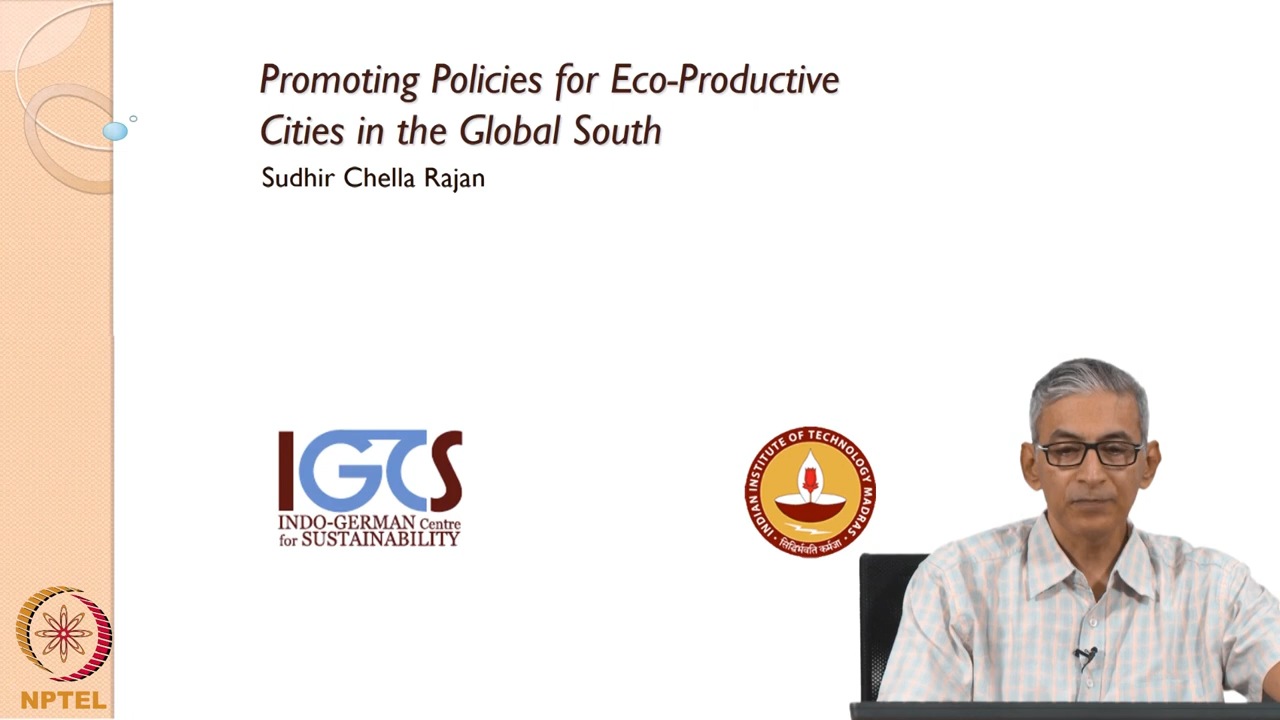 Promoting Policies for Eco-Productive
Cities in the Global South
Sudhir Chella Rajan
IGCS
INDO-GERMAN Centre
for SUSTAINABILITY
INDIAN INSTITUTE OF TECHNOLOGY MADRAS
सिद्धिर्भवति कर्मजा
NPTEL